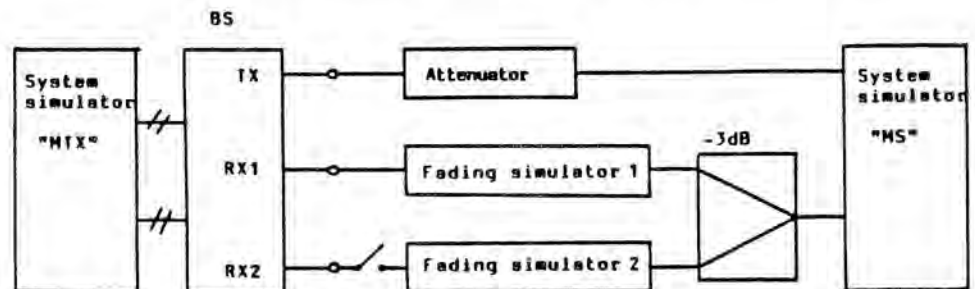 BS
System
simulator
"MTX"
TX
RX1
RX2
Attenuator
Fading simulator 1
Fading simulator 2
-3dB
System
simulator
"MS"